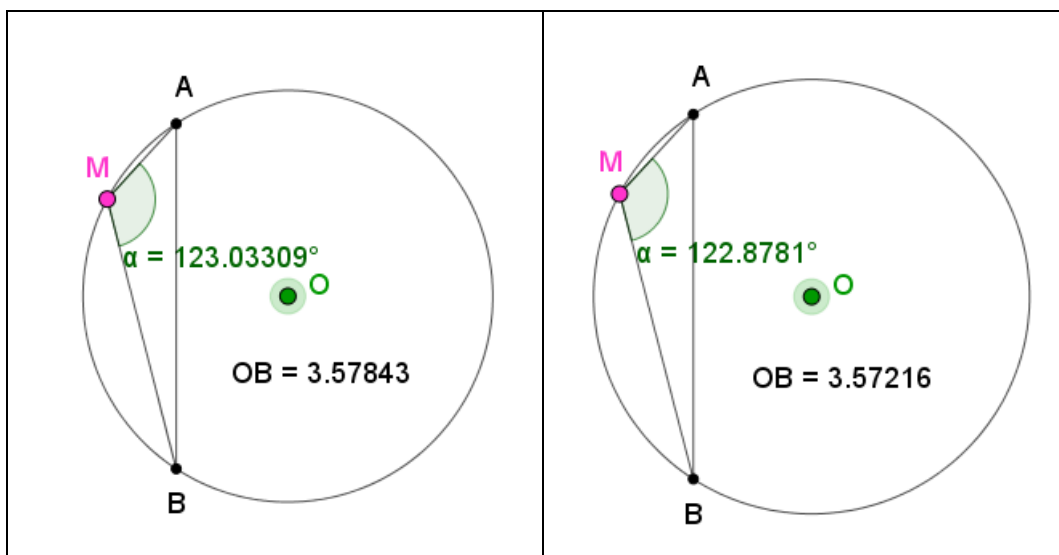 A
M
α = 123.03309°
O
OB = 3.57843
B
A
M
α = 122.8781°
O
OB = 3.57216
B